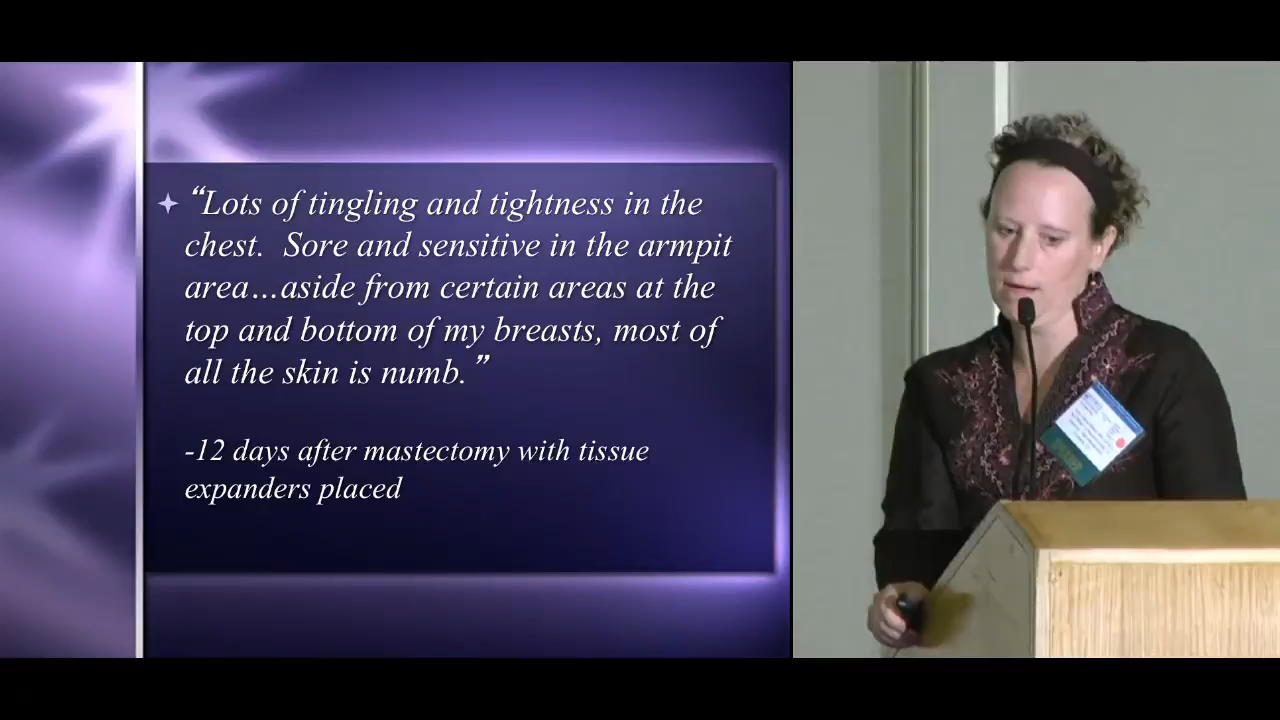 “Lots of tingling and tightness in the
chest.  Sore and sensitive in the armpit
area…aside from certain areas at the
top and bottom of my breasts, most of
all the skin is numb.”
-12 days after mastectomy with tissue
expanders placed